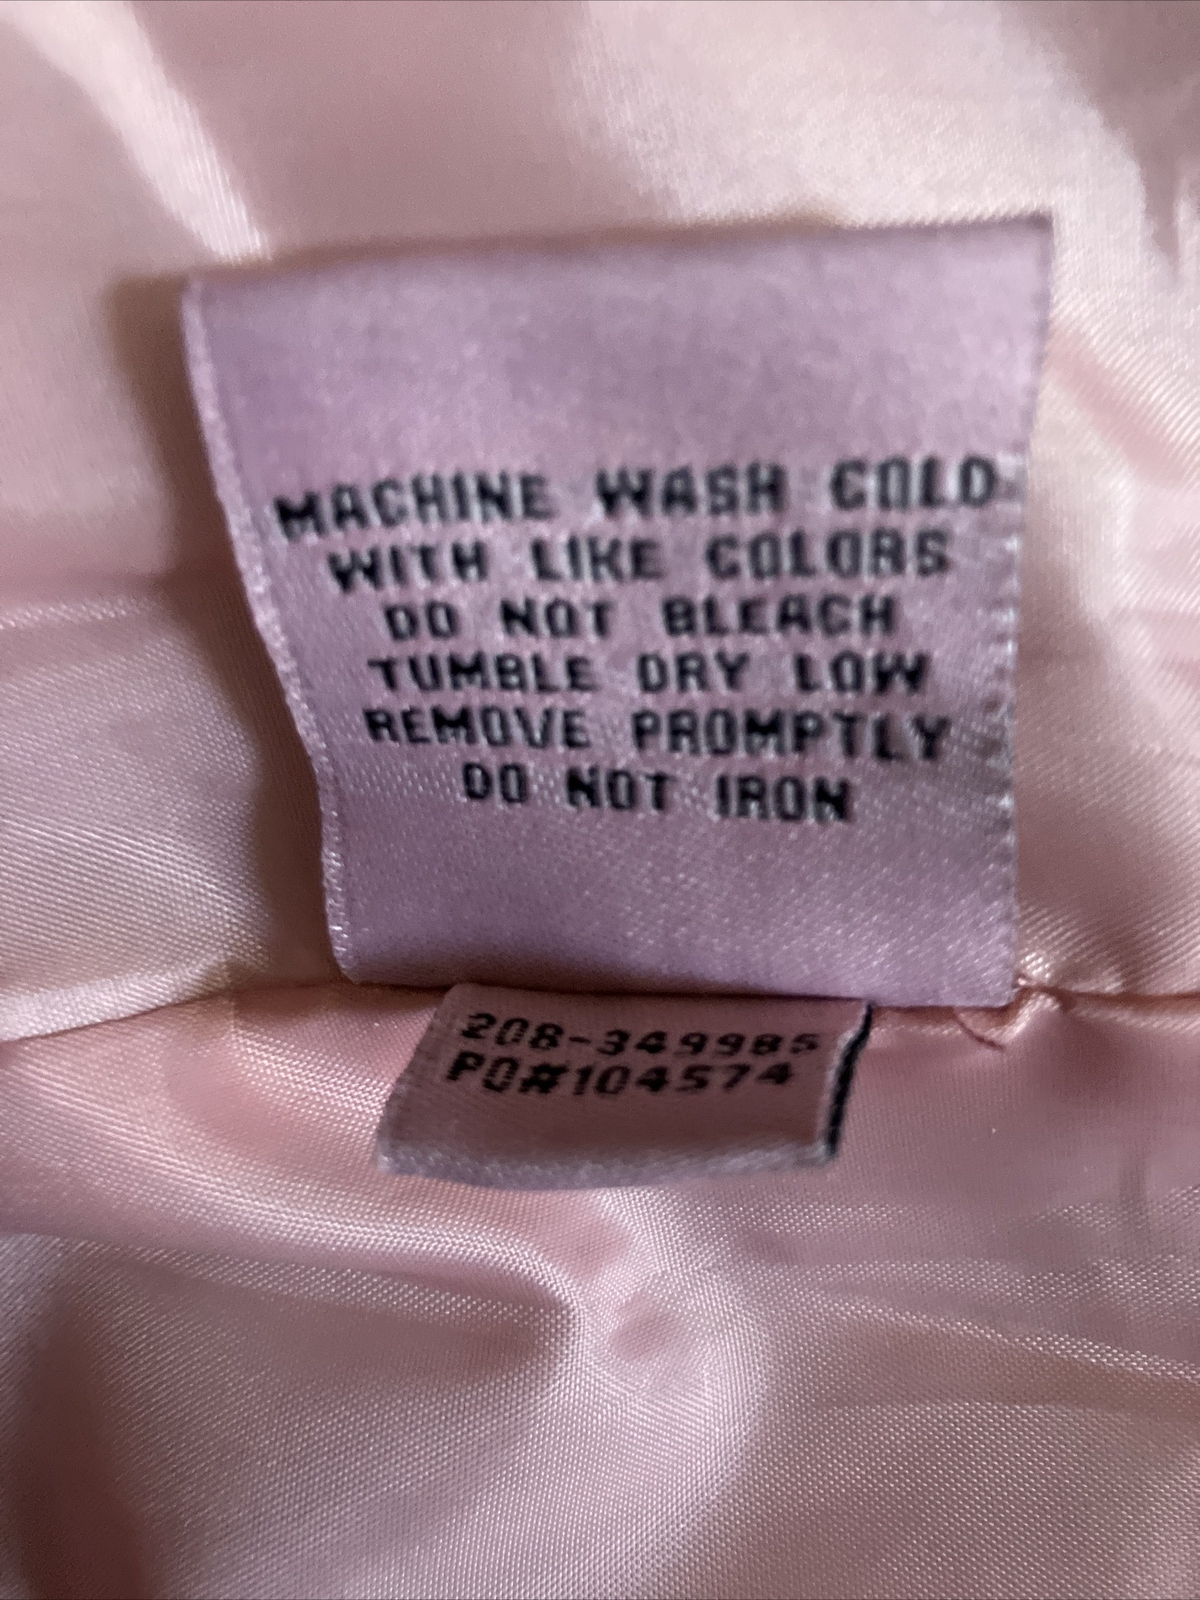 MACHINE WASH COLD
WITH LIKE COLORS
DO NOT BLEACH
TUMBLE DRY LOW
REMOVE PROMPTLY
DO NOT IRON
208-349985
PO#104574